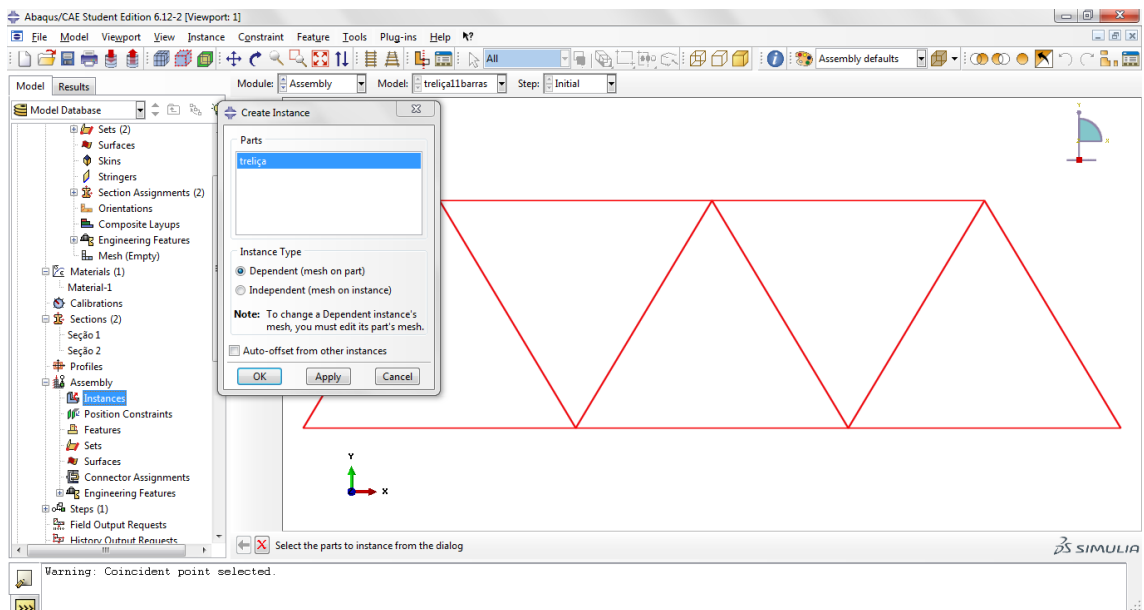 Abaqus/CAE Student Edition 6.12-2 [Viewport: 1]
File Model Viewport View Instance Constraint Feature Tools Plug-ins Help
All
Assembly defaults
Model Results
Module: Assembly Model: treliça11barras Step: Initial
Model Database
Sets (2)
Surfaces
Skins
Stringers
Section Assignments (2)
Orientations
Composite Layups
Engineering Features
Mesh (Empty)
Materials (1)
Material-1
Calibrations
Sections (2)
Seção 1
Seção 2
Profiles
Assembly
Instances
Position Constraints
Features
Sets
Surfaces
Connector Assignments
Engineering Features
Steps (1)
Field Output Requests
History Output Requests
Create Instance
Parts
treliça
Instance Type
Dependent (mesh on part)
Independent (mesh on instance)
Note: To change a Dependent instance's
mesh, you must edit its part's mesh.
Auto-offset from other instances
OK Apply Cancel
Y
X
Y
X
Select the parts to instance from the dialog
SIMULIA
Warning: Coincident point selected.
>>>